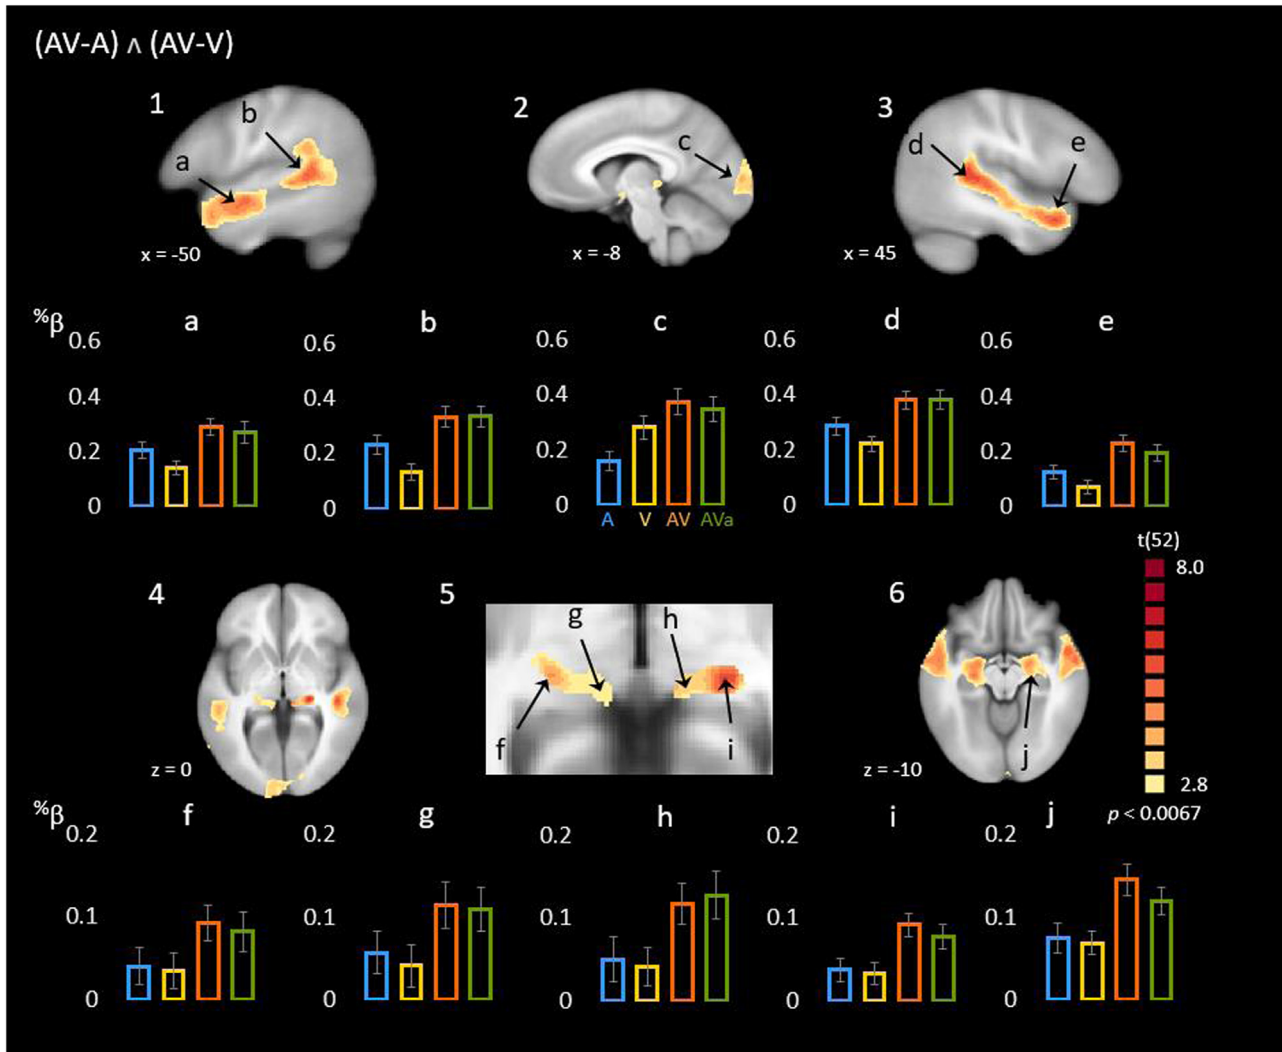 (AV-A) ∧ (AV-V)
1 2 3
a b c d e
x = -50 x = -8 x = 45
%β a b c d e
0.6 0.6 0.6 0.6 0.6
0.4 0.4 0.4 0.4 0.4
0.2 0.2 0.2 0.2 0.2
0 0 0 0 0
A V AV AVa
t(52)
8.0
4 5 6
g h
f i j
z = 0 z = -10
2.8
p < 0.0067
%β f g h i j
0.2 0.2 0.2 0.2 0.2
0.1 0.1 0.1 0.1 0.1
0 0 0 0 0